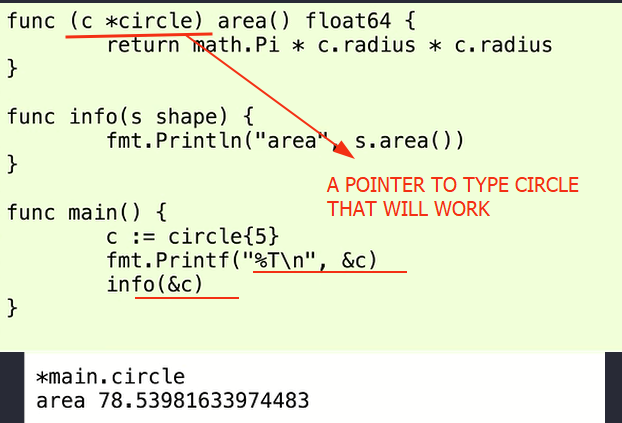 func (c *circle) area() float64 {
        return math.Pi * c.radius * c.radius
}
func info(s shape) {
        fmt.Println("area", s.area())
}
A POINTER TO TYPE CIRCLE
THAT WILL WORK
func main() {
        c := circle{5}
        fmt.Printf("%T\n", &c)
        info(&c)
}
*main.circle
area 78.53981633974483